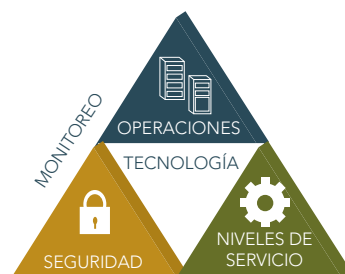 MONITOREO
OPERACIONES
TECNOLOGÍA
SEGURIDAD
NIVELES DE
SERVICIO